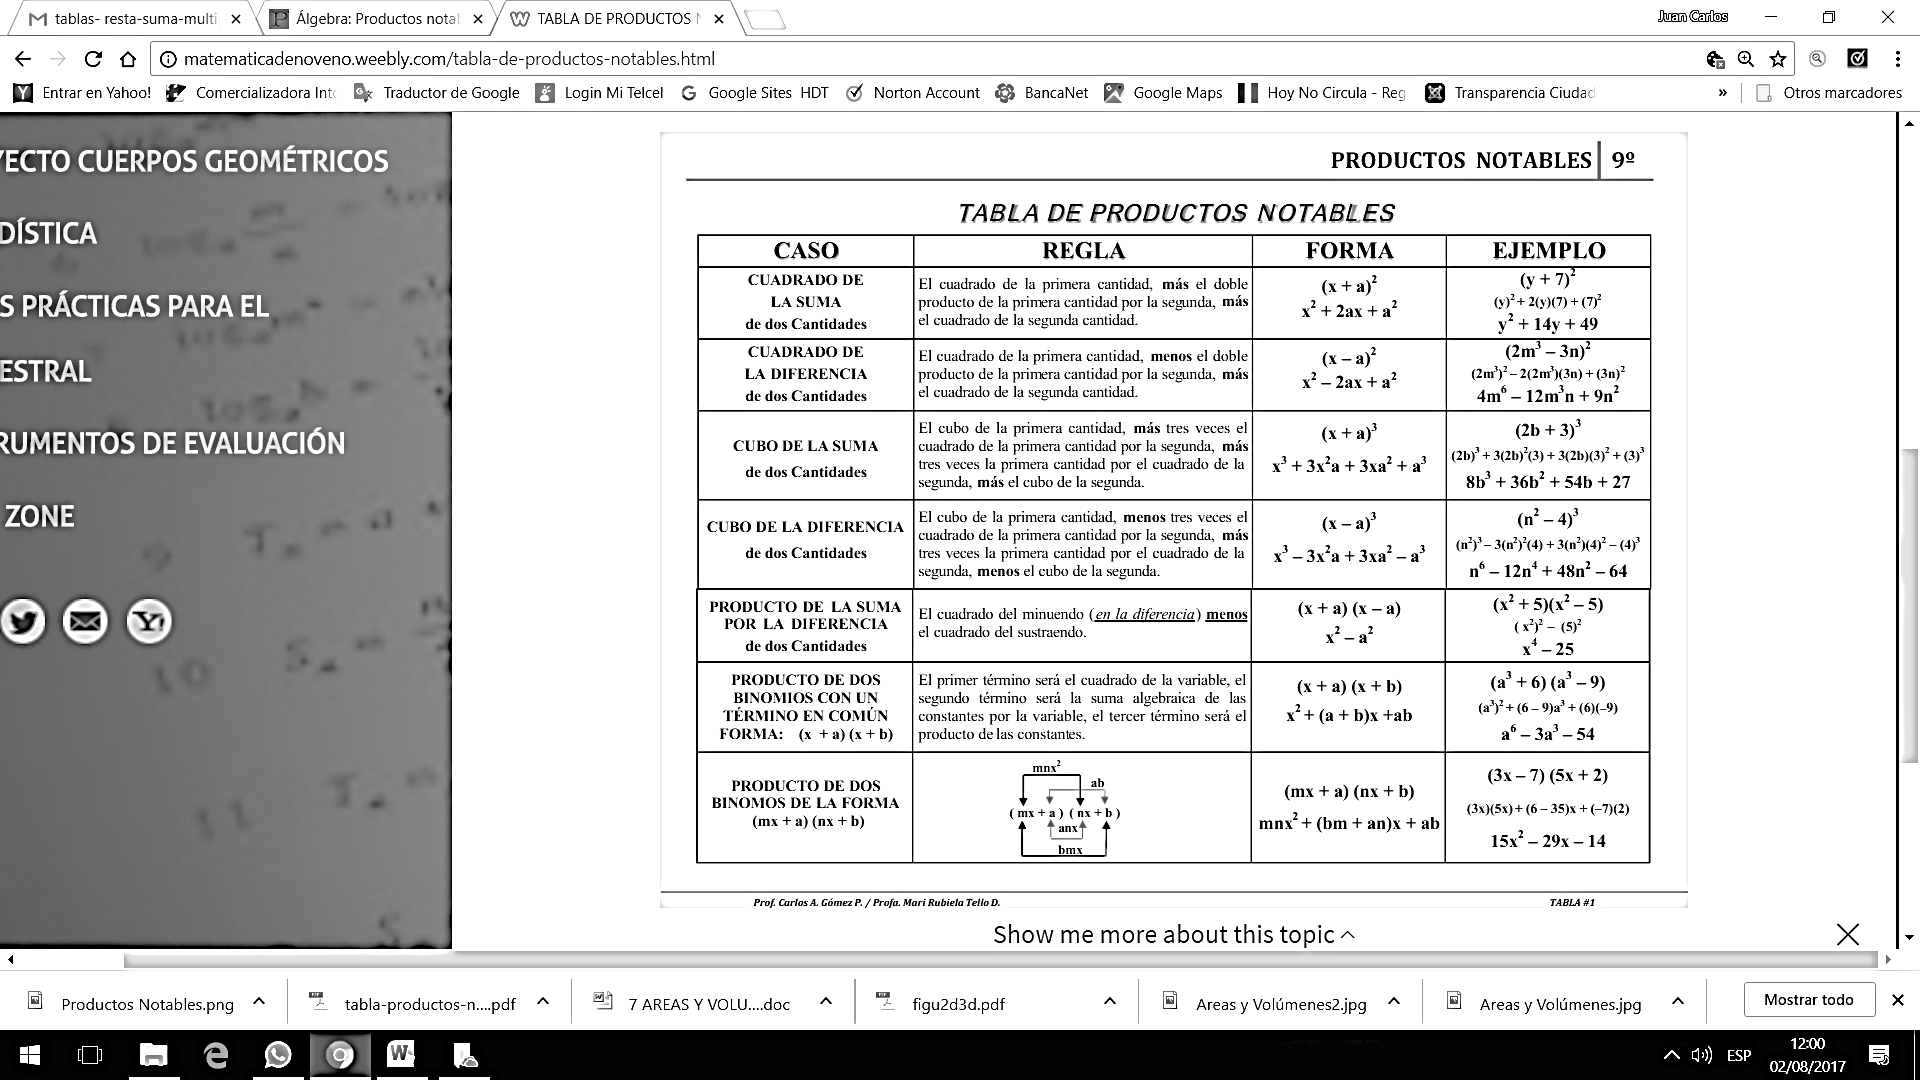 tablas- resta-suma-multi
Álgebra: Productos nota
TABLA DE PRODUCTOS N
Juan Carlos
matematicadenoveno.weebly.com/tabla-de-productos-notables.html
Entrar en Yahoo! Comercializadora Into Traductor de Google Login Mi Telcel Google Sites HDT Norton Account BancaNet Google Maps Hoy No Circula - Reg Transparencia Ciudad » Otros marcadores
YECTO CUERPOS GEOMÉTRICOS
DÍSTICA
S PRÁCTICAS PARA EL
ESTRAL
RUMENTOS DE EVALUACIÓN
ZONE
PRODUCTOS NOTABLES 9º
TABLA DE PRODUCTOS NOTABLES
CASO REGLA FORMA EJEMPLO
CUADRADO DE
LA SUMA
de dos Cantidades
El cuadrado de la primera cantidad, más el doble
producto de la primera cantidad por la segunda, más
el cuadrado de la segunda cantidad.
(x + a)²
x² + 2ax + a²
(y + 7)²
(y)² + 2(y)(7) + (7)²
y² + 14y + 49
CUADRADO DE
LA DIFERENCIA
de dos Cantidades
El cuadrado de la primera cantidad, menos el doble
producto de la primera cantidad por la segunda, más
el cuadrado de la segunda cantidad.
(x – a)²
x² – 2ax + a²
(2m³ – 3n)²
(2m³)² – 2(2m³)(3n) + (3n)²
4m⁶ – 12m³n + 9n²
CUBO DE LA SUMA
de dos Cantidades
El cubo de la primera cantidad, más tres veces el
cuadrado de la primera cantidad por la segunda, más
tres veces la primera cantidad por el cuadrado de la
segunda, más el cubo de la segunda.
(x + a)³
x³ + 3x²a + 3xa² + a³
(2b + 3)³
(2b)³ + 3(2b)²(3) + 3(2b)(3)² + (3)³
8b³ + 36b² + 54b + 27
CUBO DE LA DIFERENCIA
de dos Cantidades
El cubo de la primera cantidad, menos tres veces el
cuadrado de la primera cantidad por la segunda, más
tres veces la primera cantidad por el cuadrado de la
segunda, menos el cubo de la segunda.
(x – a)³
x³ – 3x²a + 3xa² – a³
(n² – 4)³
(n²)³ – 3(n²)²(4) + 3(n²)(4)² – (4)³
n⁶ – 12n⁴ + 48n² – 64
PRODUCTO DE LA SUMA
POR LA DIFERENCIA
de dos Cantidades
El cuadrado del minuendo (en la diferencia) menos
el cuadrado del sustraendo.
(x + a) (x – a)
x² – a²
(x² + 5)(x² – 5)
( x²)² – (5)²
x⁴ – 25
PRODUCTO DE DOS
BINOMIOS CON UN
TÉRMINO EN COMÚN
FORMA: (x + a) (x + b)
El primer término será el cuadrado de la variable, el
segundo término será la suma algebraica de las
constantes por la variable, el tercer término será el
producto de las constantes.
(x + a) (x + b)
x² + (a + b)x +ab
(a³ + 6) (a³ – 9)
(a³)² + (6 – 9)a³ + (6)(–9)
a⁶ – 3a³ – 54
PRODUCTO DE DOS
BINOMOS DE LA FORMA
(mx + a) (nx + b)
mnx²
ab
( mx + a ) ( nx + b )
anx
bmx
(mx + a) (nx + b)
mnx² + (bm + an)x + ab
(3x – 7) (5x + 2)
(3x)(5x) + (6 – 35)x + (–7)(2)
15x² – 29x – 14
Prof. Carlos A. Gómez P. / Profa. Mari Rubiela Tello D. TABLA #1
Show me more about this topic
Productos Notables.png tabla-productos-n....pdf 7 AREAS Y VOLU....doc figu2d3d.pdf Areas y Volúmenes2.jpg Areas y Volúmenes.jpg Mostrar todo
ESP
12:00
02/08/2017